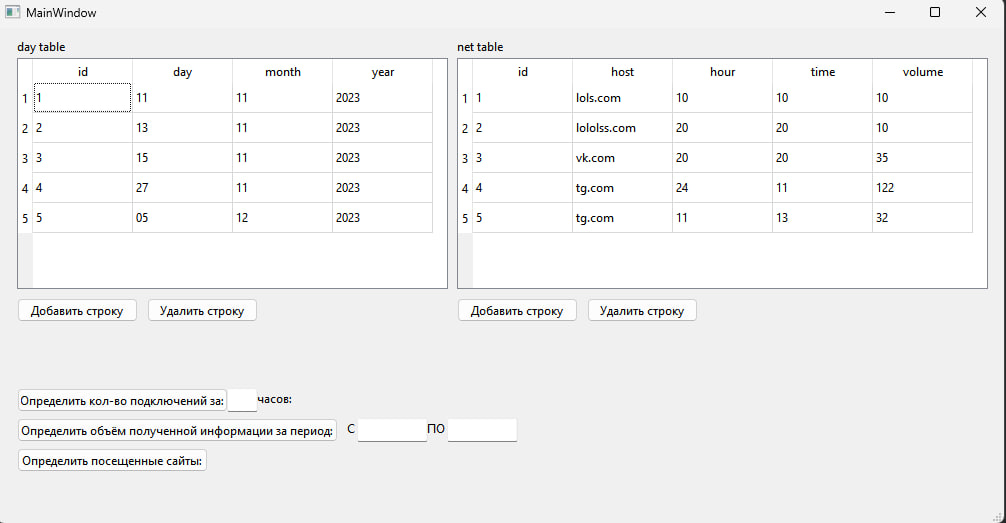 MainWindow
day table
id day month year
1 1 11 11 2023
2 2 13 11 2023
3 3 15 11 2023
4 4 27 11 2023
5 5 05 12 2023
Добавить строку Удалить строку
net table
id host hour time volume
1 1 lols.com 10 10 10
2 2 lololss.com 20 20 10
3 3 vk.com 20 20 35
4 4 tg.com 24 11 122
5 5 tg.com 11 13 32
Добавить строку Удалить строку
Определить кол-во подключений за: часов:
Определить объём полученной информации за период: С ПО
Определить посещенные сайты: